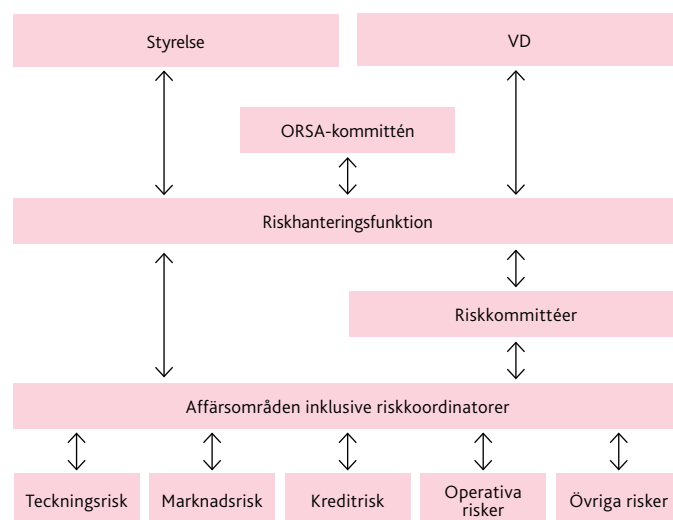 Styrelse
VD
ORSA-kommittén
Riskhanteringsfunktion
Riskkommittéer
Affärsområden inklusive riskkoordinatorer
Teckningsrisk
Marknadsrisk
Kreditrisk
Operativa
risker
Övriga risker